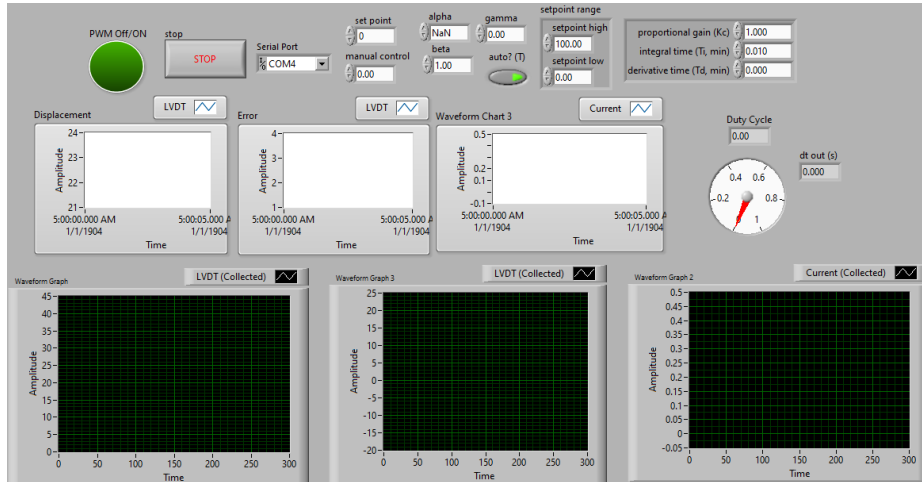 PWM Off/ON
stop
STOP
Serial Port
COM4
set point
0
manual control
0.00
alpha
NaN
beta
1.00
gamma
0.00
auto? (T)
setpoint range
setpoint high
100.00
setpoint low
0.00
proportional gain (Kc) 1.000
integral time (Ti, min) 0.010
derivative time (Td, min) 0.000
Displacement
LVDT
24-
23-
22-
21-
Amplitude
5:00:00.000 AM
1/1/1904
5:00:05.000 A
1/1/1904
Time
Error
LVDT
4-
3-
2-
1-
Amplitude
5:00:00.000 AM
1/1/1904
5:00:05.000 A
1/1/1904
Time
Waveform Chart 3
Current
0.5-
0.2-
0.1-
0-
-0.1-
Amplitude
5:00:00.000 AM
1/1/1904
5:00:05.000 A
1/1/1904
Time
Duty Cycle
0.00
0 0.2 0.4 0.6 0.8 1
dt out (s)
0.000
Waveform Graph
LVDT (Collected)
45-
40-
35-
30-
25-
20-
15-
10-
5-
0-
Amplitude
0 50 100 150 200 250 300
Time
Waveform Graph 3
LVDT (Collected)
25-
20-
15-
10-
5-
0-
-5-
-10-
-15-
-20-
Amplitude
0 50 100 150 200 250 300
Time
Waveform Graph 2
Current (Collected)
0.5-
0.45-
0.4-
0.35-
0.3-
0.25-
0.2-
0.15-
0.1-
0.05-
0-
-0.05-
Amplitude
0 50 100 150 200 250 300
Time